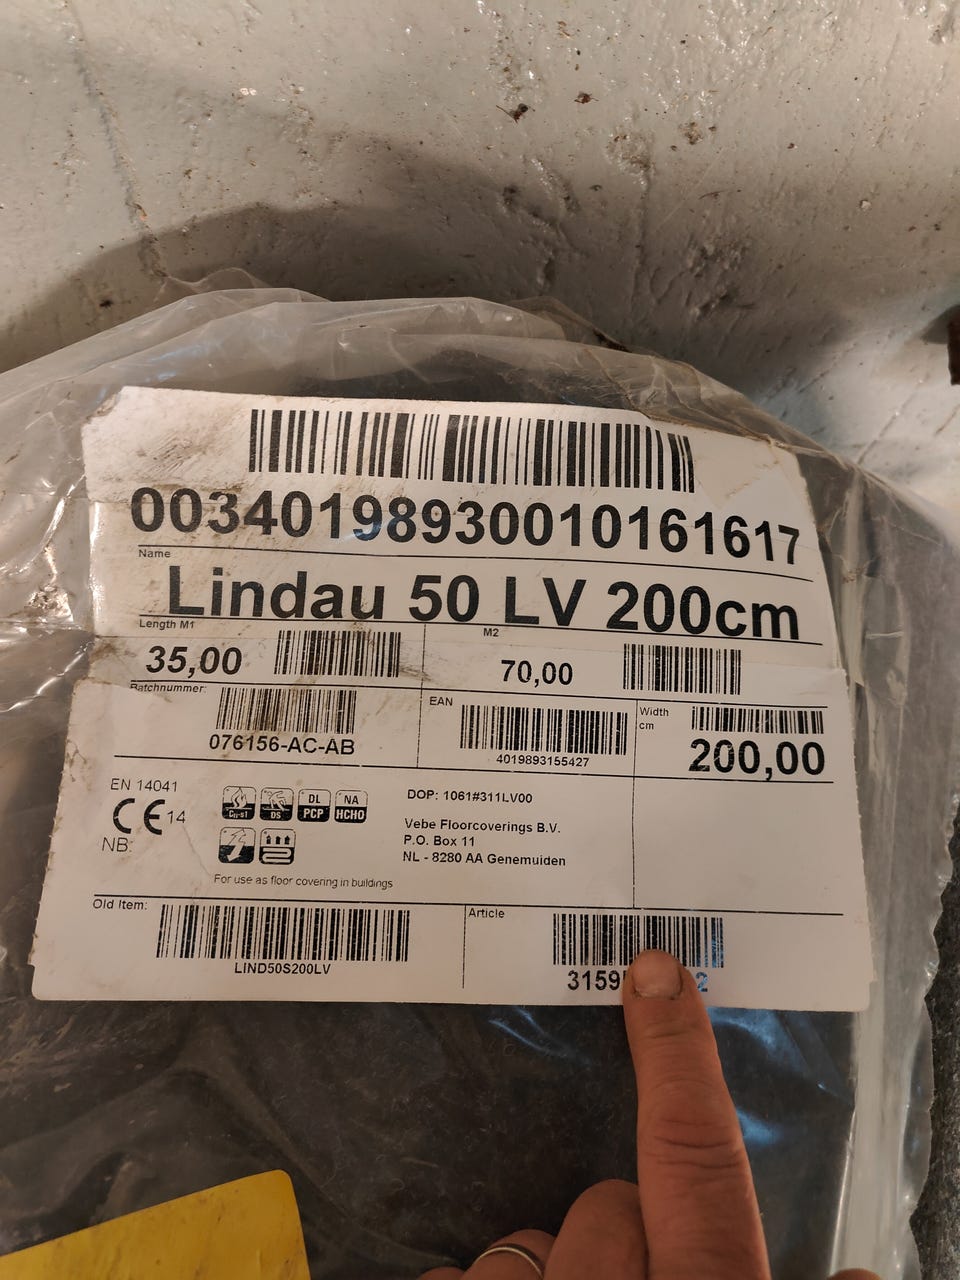 00340198930010161617
Name
Lindau 50 LV 200cm
Length M1
35,00
M2
70,00
Batchnummer:
076156-AC-AB
EAN
4019893155427
Width
cm
200,00
EN 14041
CE 14
NB:
Cfl-s1
DS
DL
PCP
NA
HCHO
DOP: 1061#311LV00
Vebe Floorcoverings B.V.
P.O. Box 11
NL - 8280 AA Genemuiden
For use as floor covering in buildings
Old Item:
LIND50S200LV
Article
3159
2